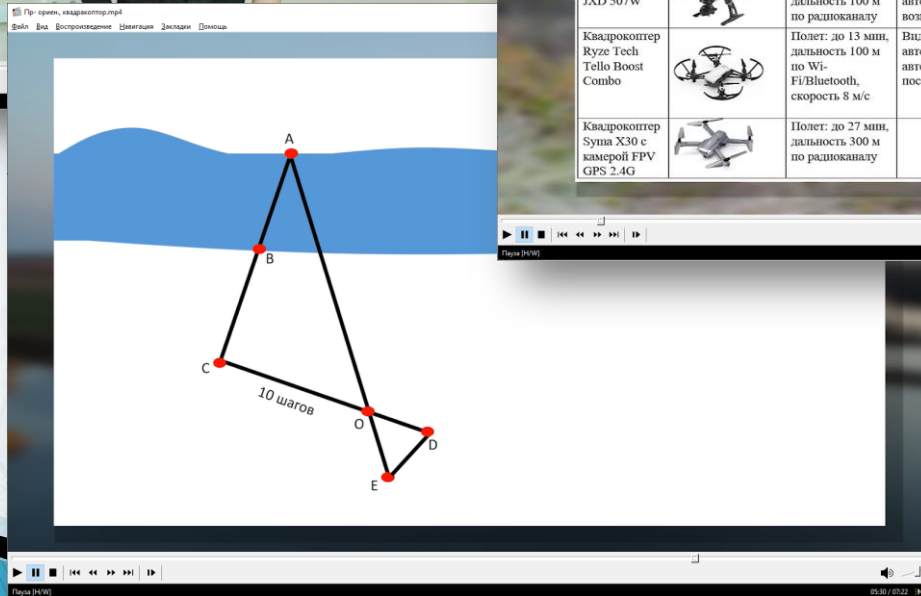 Пр- ориен., квадракоптор.mp4
Файл Вид Воспроизведение Навигация Закладки Помощь
A
B
C
10 шагов
O
D
E
Пауза [H/W]
05:30 / 07:22
JXD 507W
дальность 100 м
по радиоканалу
Квадрокоптер
Ryze Tech
Tello Boost
Combo
Полет: до 13 мин,
дальность 100 м
по Wi-
Fi/Bluetooth,
скорость 8 м/с
Квадрокоптер
Syma X30 с
камерой FPV
GPS 2.4G
Полет: до 27 мин,
дальность 300 м
по радиоканалу
Пауза [H/W]